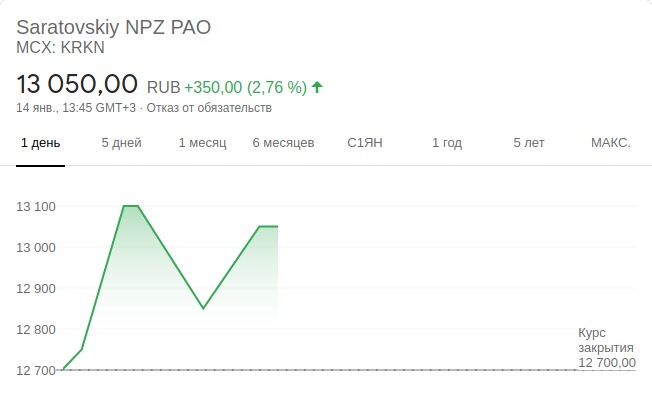 Saratovskiy NPZ PAO
MCX: KRKN
13 050,00 RUB +350,00 (2,76 %)
14 янв., 13:45 GMT+3 · Отказ от обязательств
1 день 5 дней 1 месяц 6 месяцев С1ЯН 1 год 5 лет МАКС.
13 100
13 000
12 900
12 800
12 700
Курс
закрытия
12 700,00